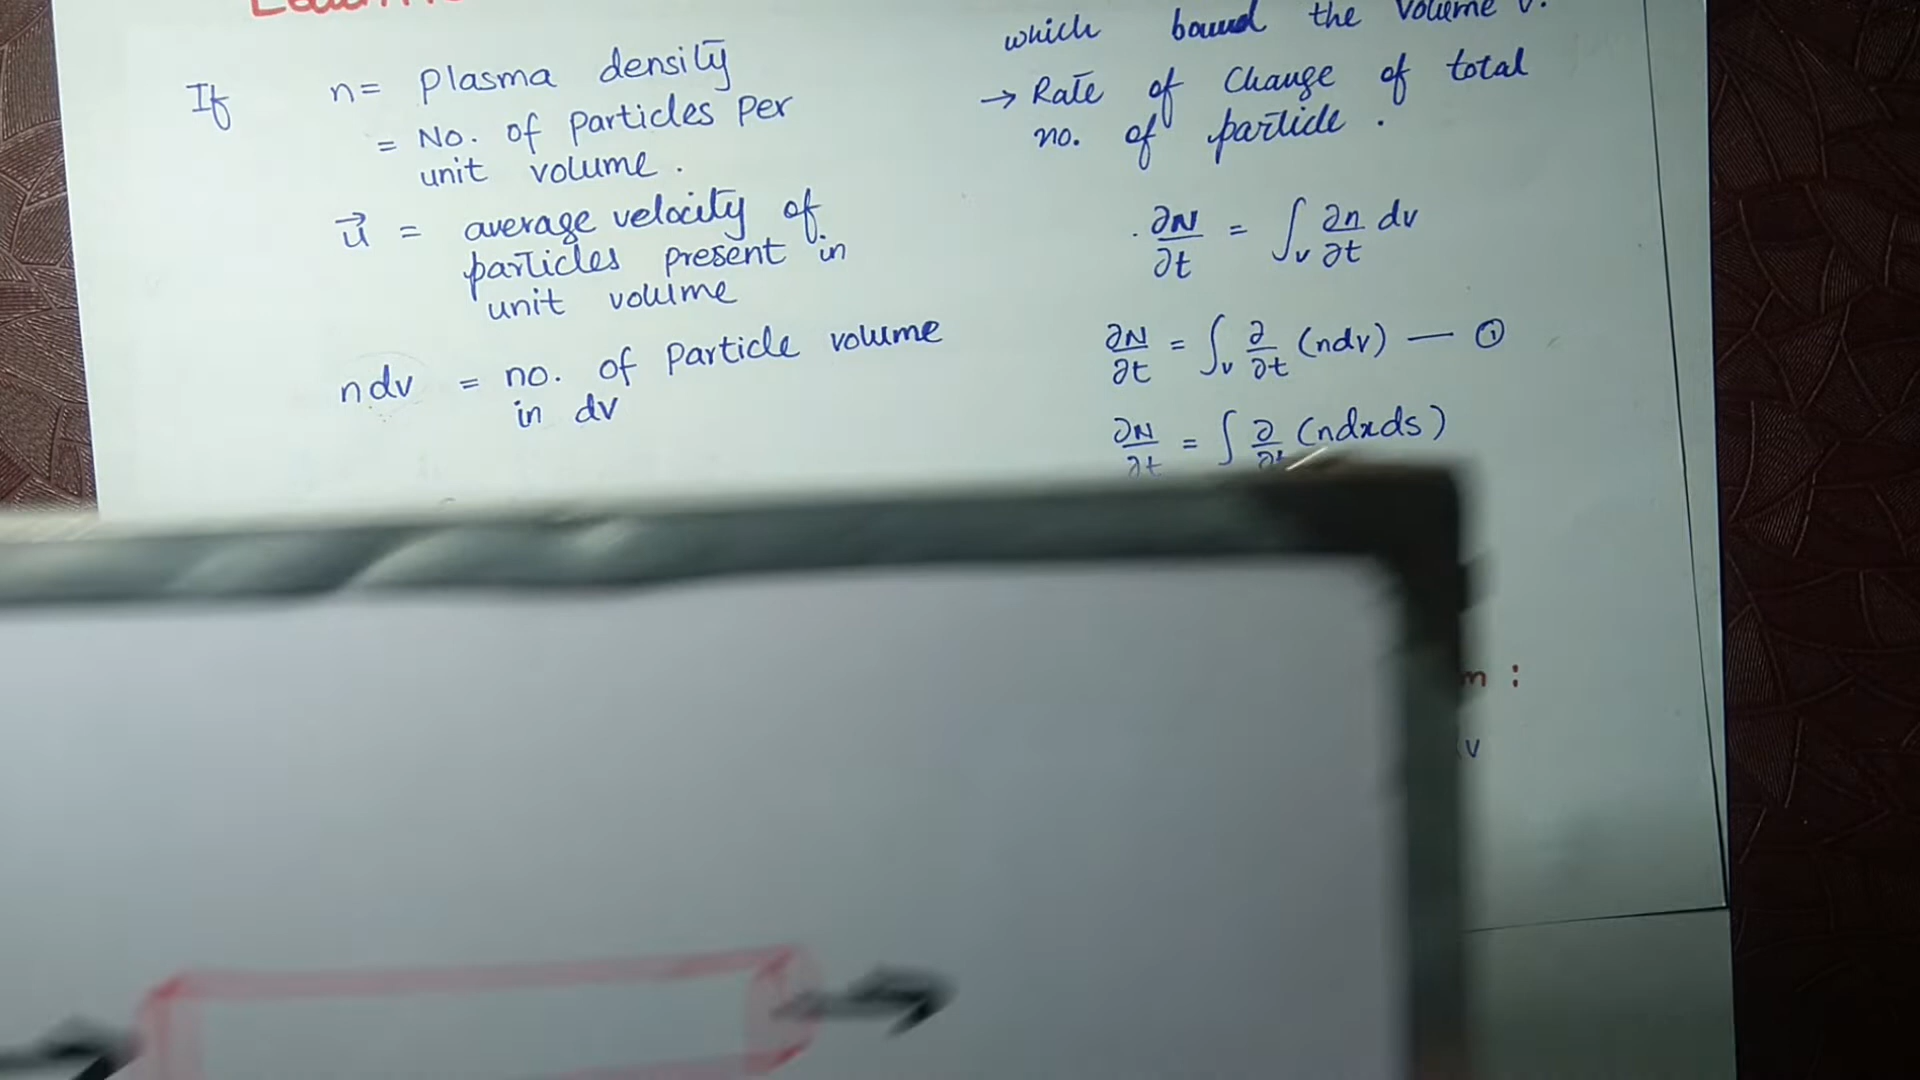 If n = Plasma density
= No. of particles per
unit volume.
u⃗ = average velocity of
particles present in
unit volume
ndv = no. of Particle volume
in dv
which bound the Volume V.
→ Rate of Change of total
no. of particle.
∂N/∂t = ∫v ∂n/∂t dv
∂N/∂t = ∫v ∂/∂t (ndv) — ①
∂N/∂t = ∫ ∂/∂t (ndxds)
m :
v